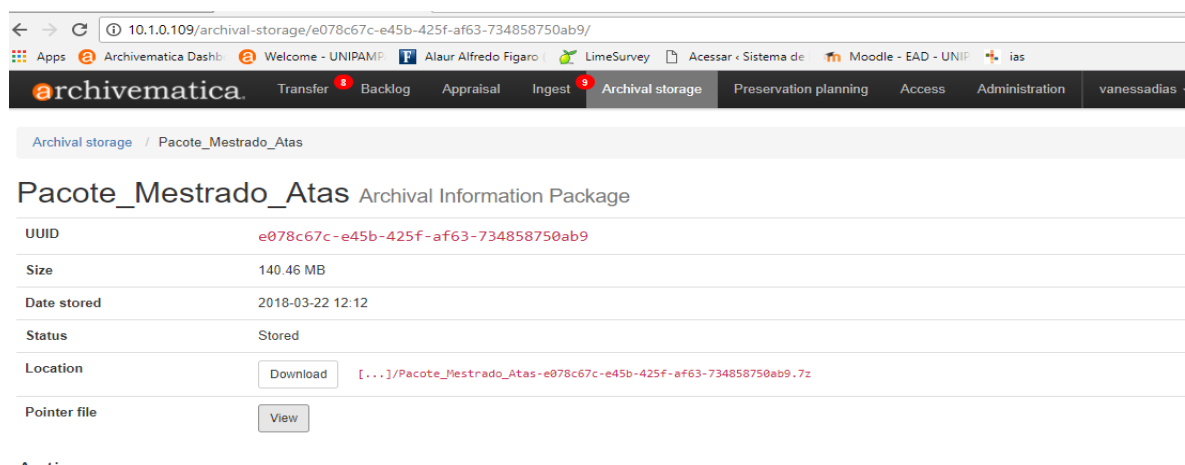 10.1.0.109/archival-storage/e078c67c-e45b-425f-af63-734858750ab9/
Apps Archivematica Dashb Welcome - UNIPAMP Alaur Alfredo Figaro ( LimeSurvey Acessar ‹ Sistema de Moodle - EAD - UNIP ias
archivematica. Transfer 8 Backlog Appraisal Ingest 9 Archival storage Preservation planning Access Administration vanessadias
Archival storage / Pacote_Mestrado_Atas
Pacote_Mestrado_Atas Archival Information Package
UUID e078c67c-e45b-425f-af63-734858750ab9
Size 140.46 MB
Date stored 2018-03-22 12:12
Status Stored
Location Download [...]/Pacote_Mestrado_Atas-e078c67c-e45b-425f-af63-734858750ab9.7z
Pointer file View